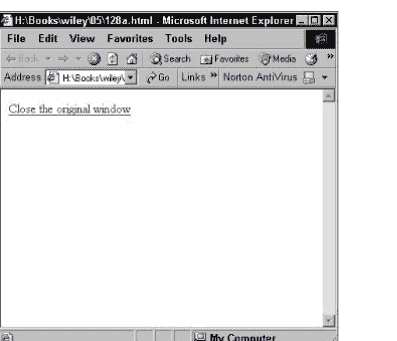 H:\Books\wiley\05\128a.html - Microsoft Internet Explorer
File Edit View Favorites Tools Help
Back Search Favorites Media »
Address H:\Books\wiley\ Go Links » Norton AntiVirus
Close the original window
My Computer